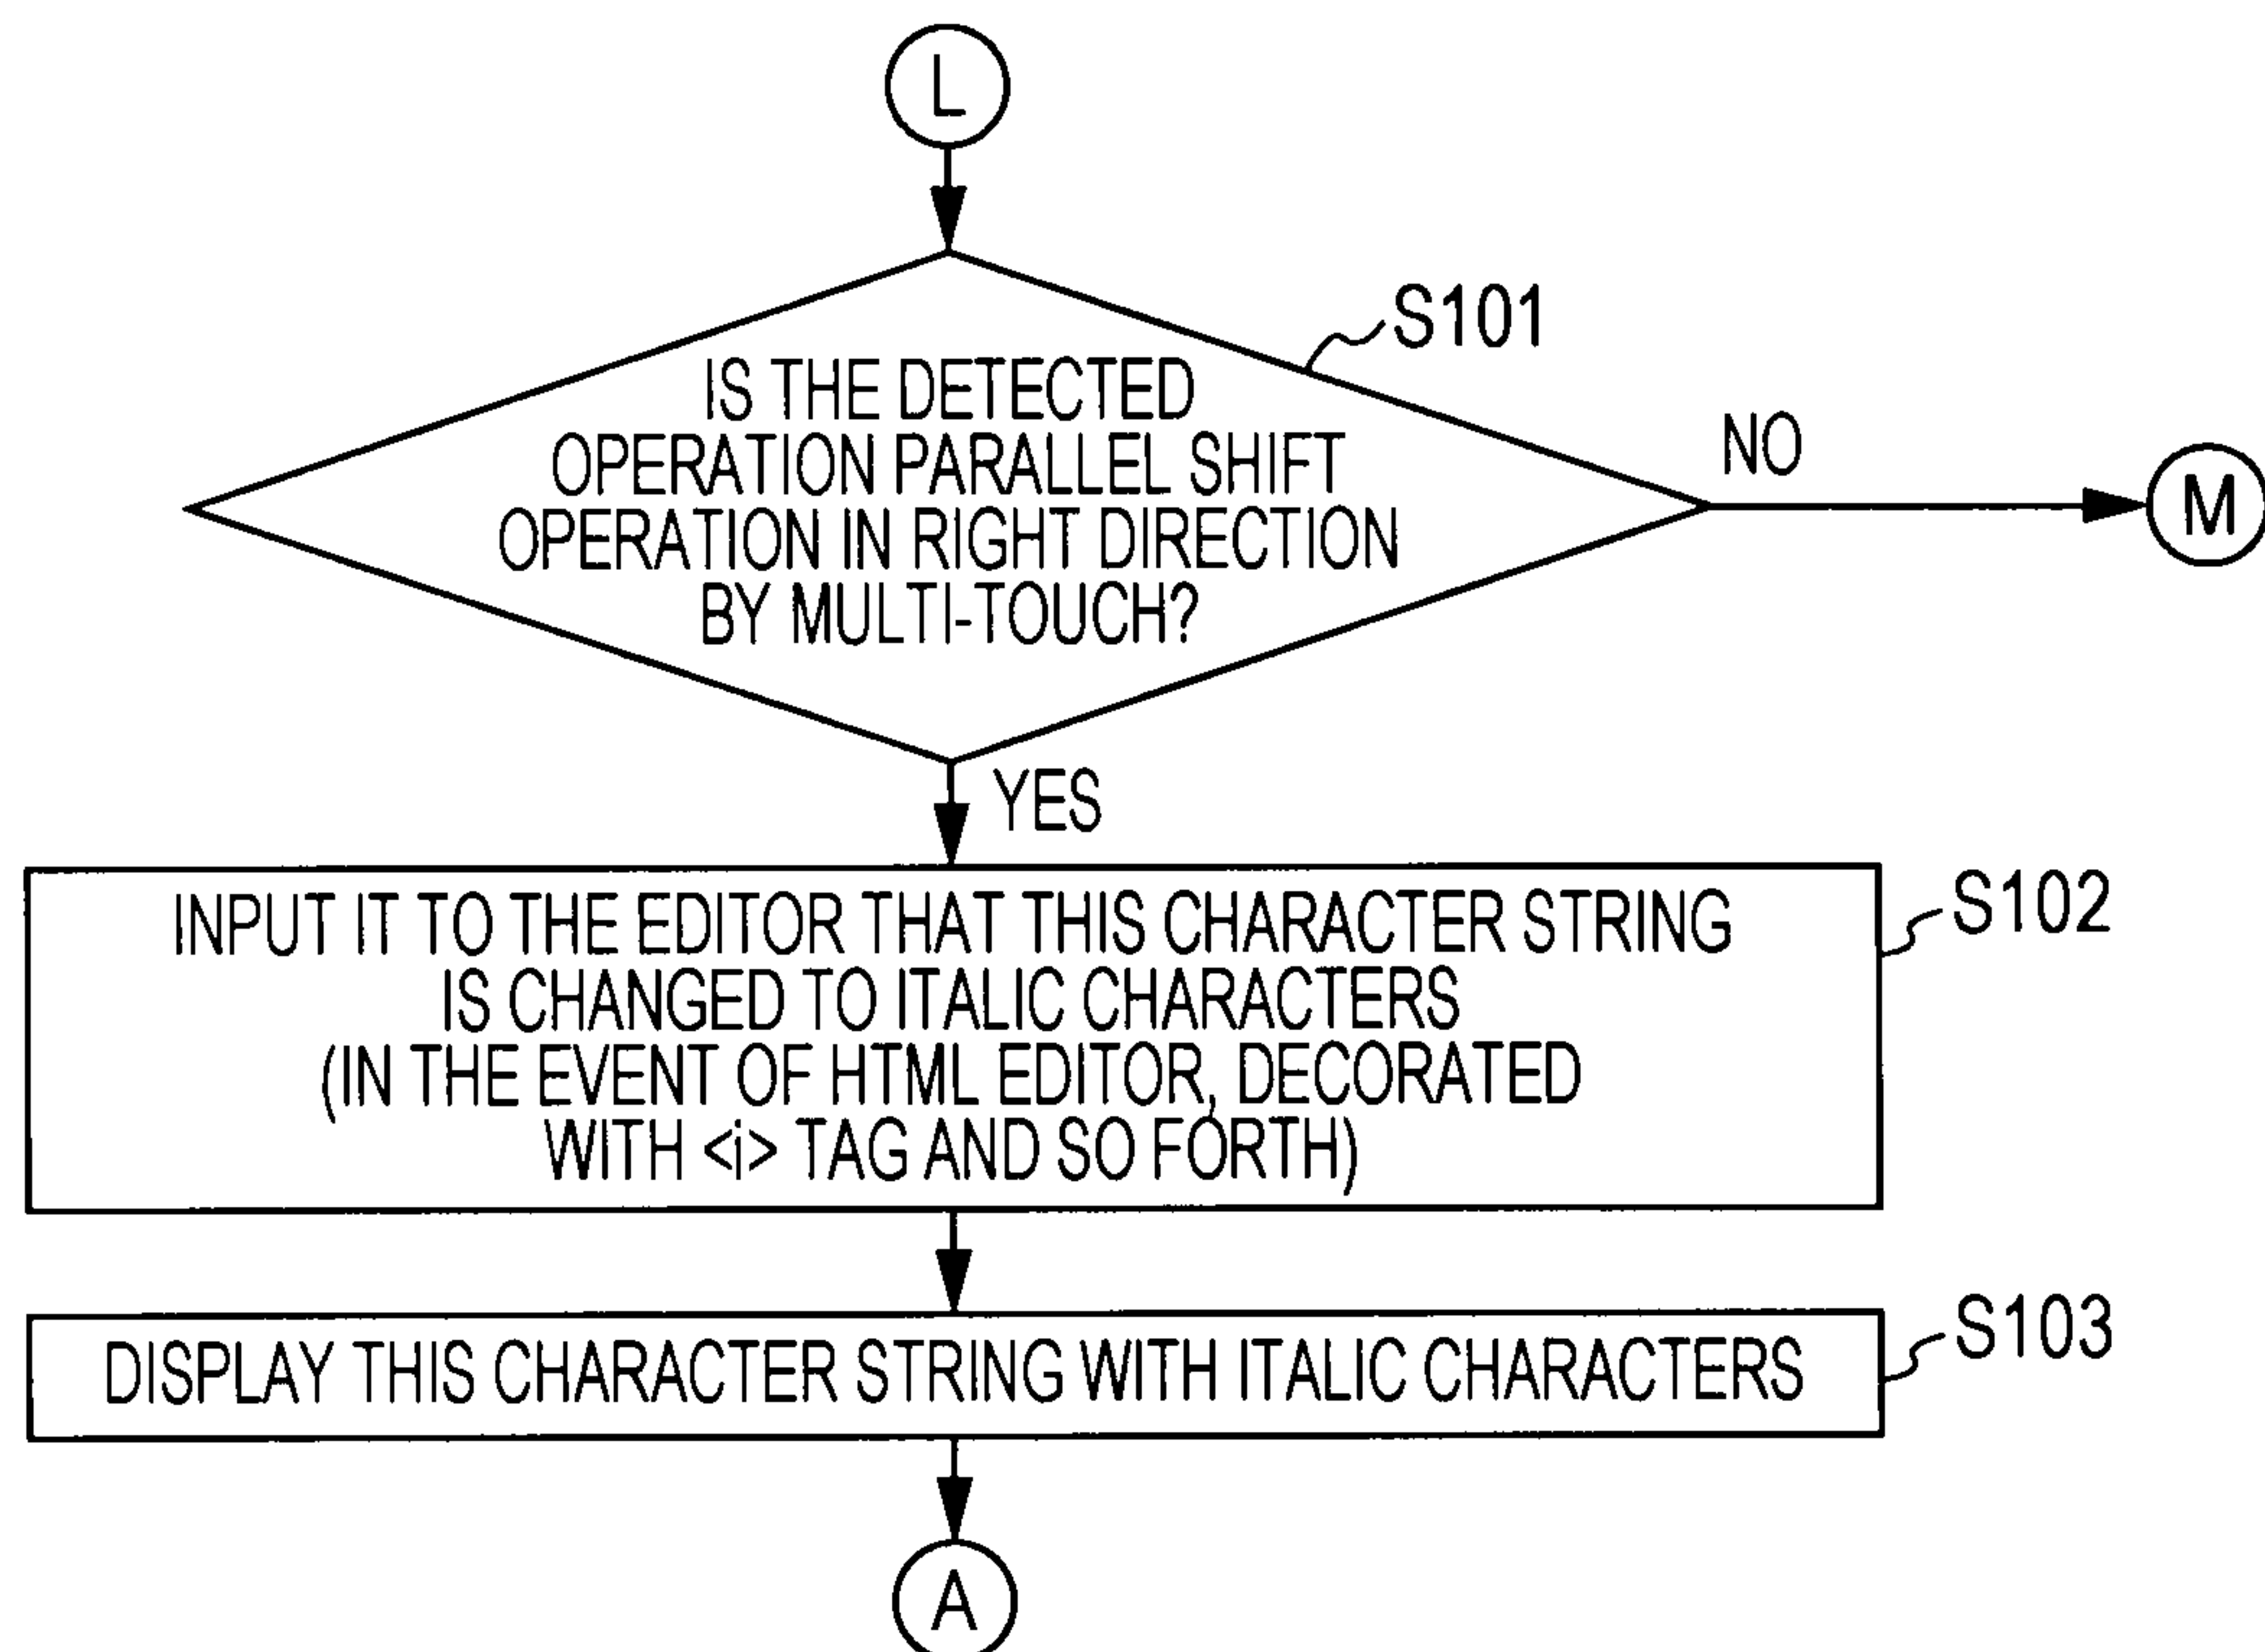 L
S101
IS THE DETECTED
OPERATION PARALLEL SHIFT
OPERATION IN RIGHT DIRECTION
BY MULTI-TOUCH?
NO
M
YES
S102
INPUT IT TO THE EDITOR THAT THIS CHARACTER STRING
IS CHANGED TO ITALIC CHARACTERS
(IN THE EVENT OF HTML EDITOR, DECORATED
WITH <i> TAG AND SO FORTH)
S103
DISPLAY THIS CHARACTER STRING WITH ITALIC CHARACTERS
A